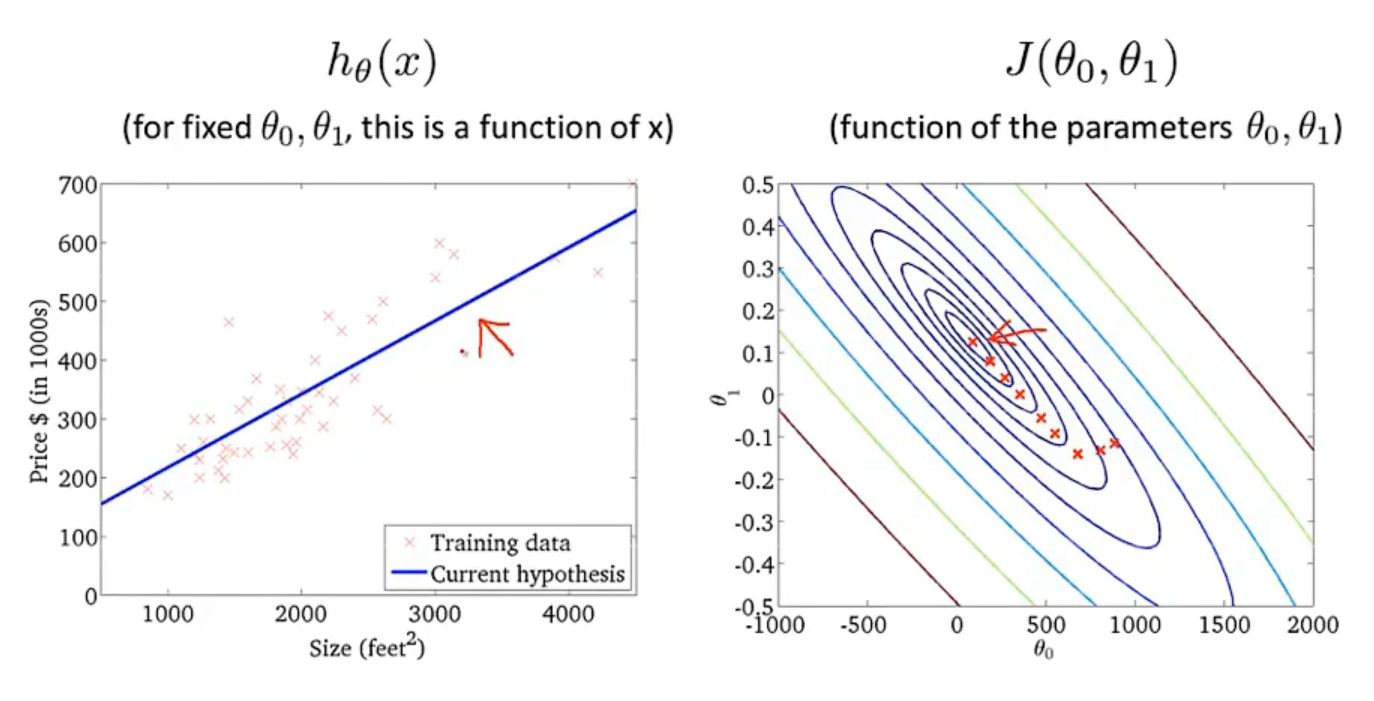 hθ(x)
(for fixed θ0, θ1, this is a function of x)
700
600
500
400
300
200
100
0
Price $ (in 1000s)
1000 2000 3000 4000
Size (feet2)
Training data
Current hypothesis
J(θ0, θ1)
(function of the parameters θ0, θ1)
0.5
0.4
0.3
0.2
0.1
0
-0.1
-0.2
-0.3
-0.4
-0.5
θ1
-1000 -500 0 500 1000 1500 2000
θ0